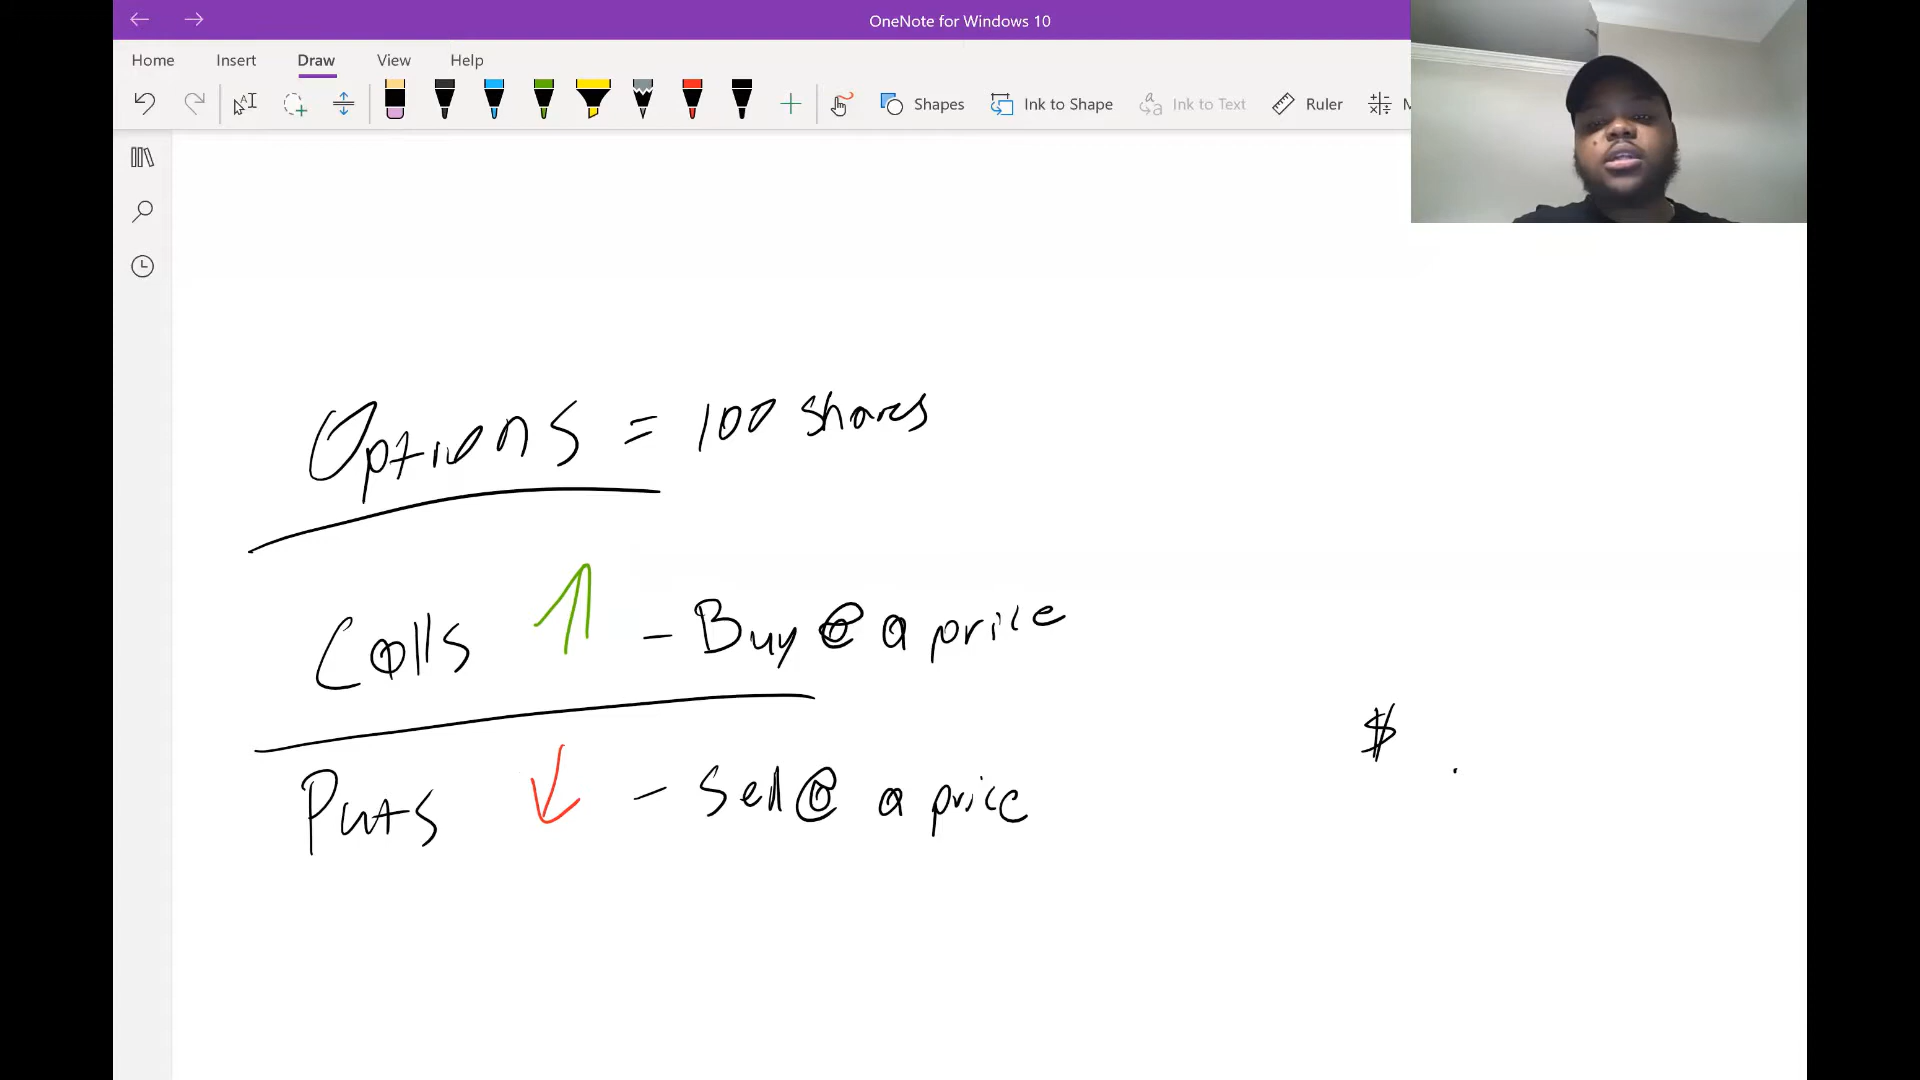 OneNote for Windows 10
Home Insert Draw View Help
Shapes Ink to Shape Ink to Text Ruler M
Options = 100 shares
Calls - Buy @ a price
$
Puts - Sell @ a price